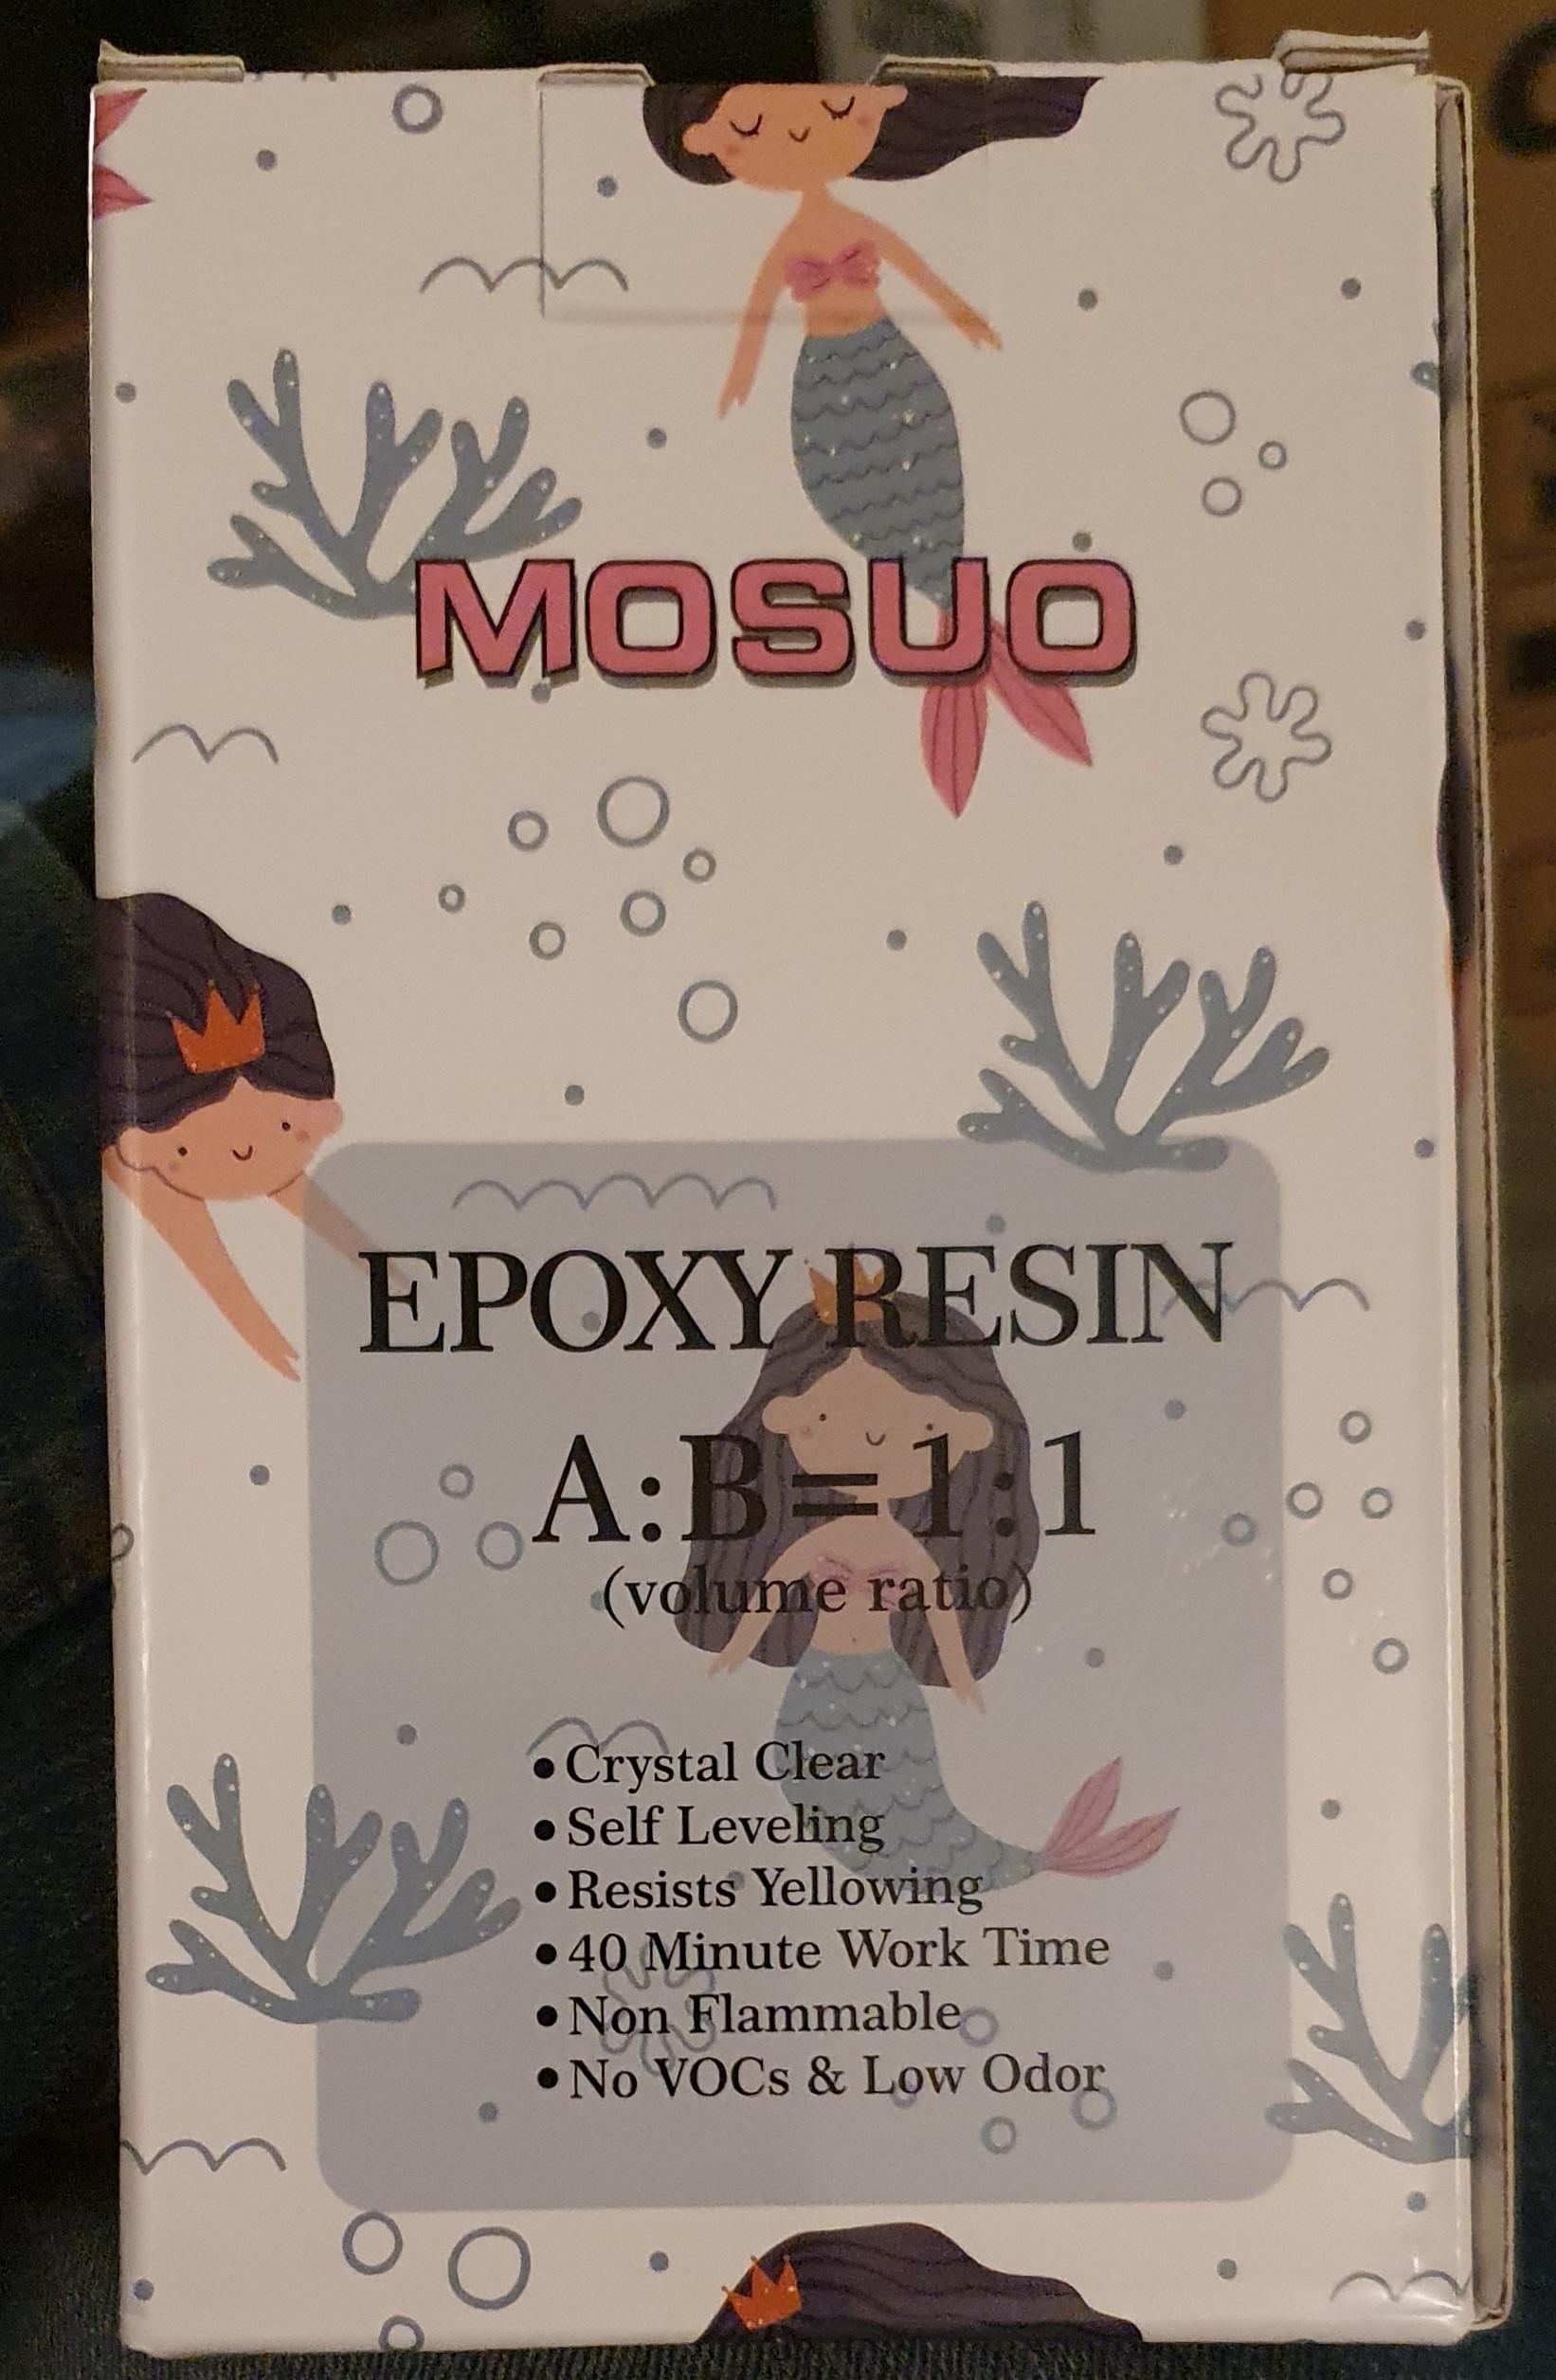 MOSUO
EPOXY RESIN
A:B=1:1
(volume ratio)
•Crystal Clear
•Self Leveling
•Resists Yellowing
•40 Minute Work Time
•Non Flammable
•No VOCs & Low Odor